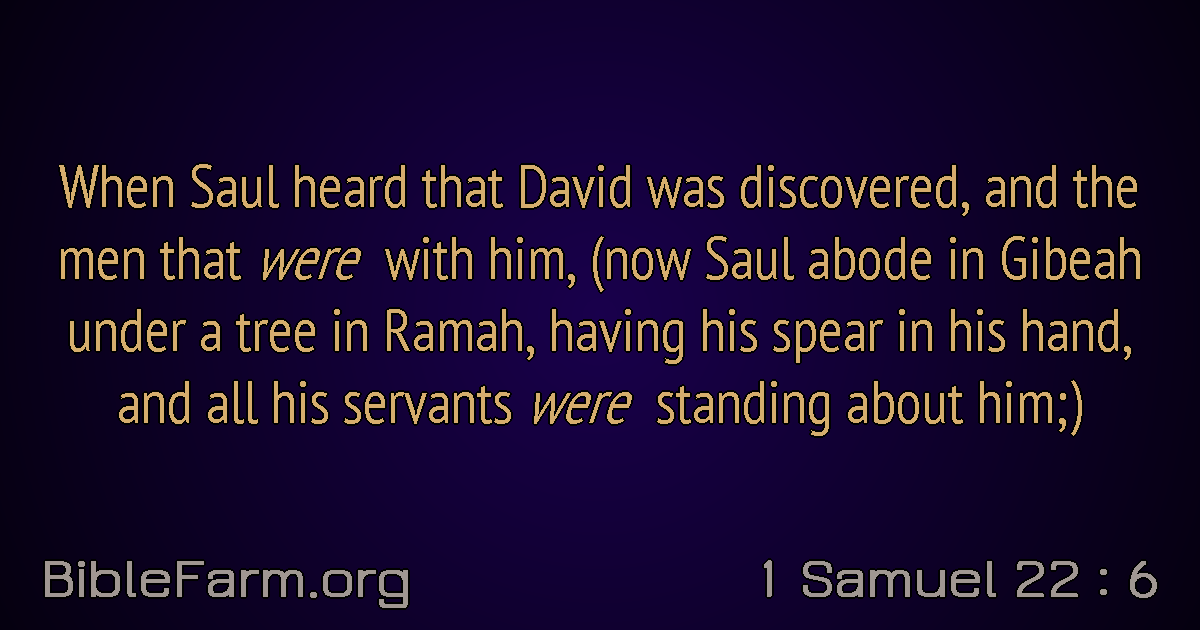 When Saul heard that David was discovered, and the
men that were with him, (now Saul abode in Gibeah
under a tree in Ramah, having his spear in his hand,
and all his servants were standing about him;)
BibleFarm.org
1 Samuel 22 : 6